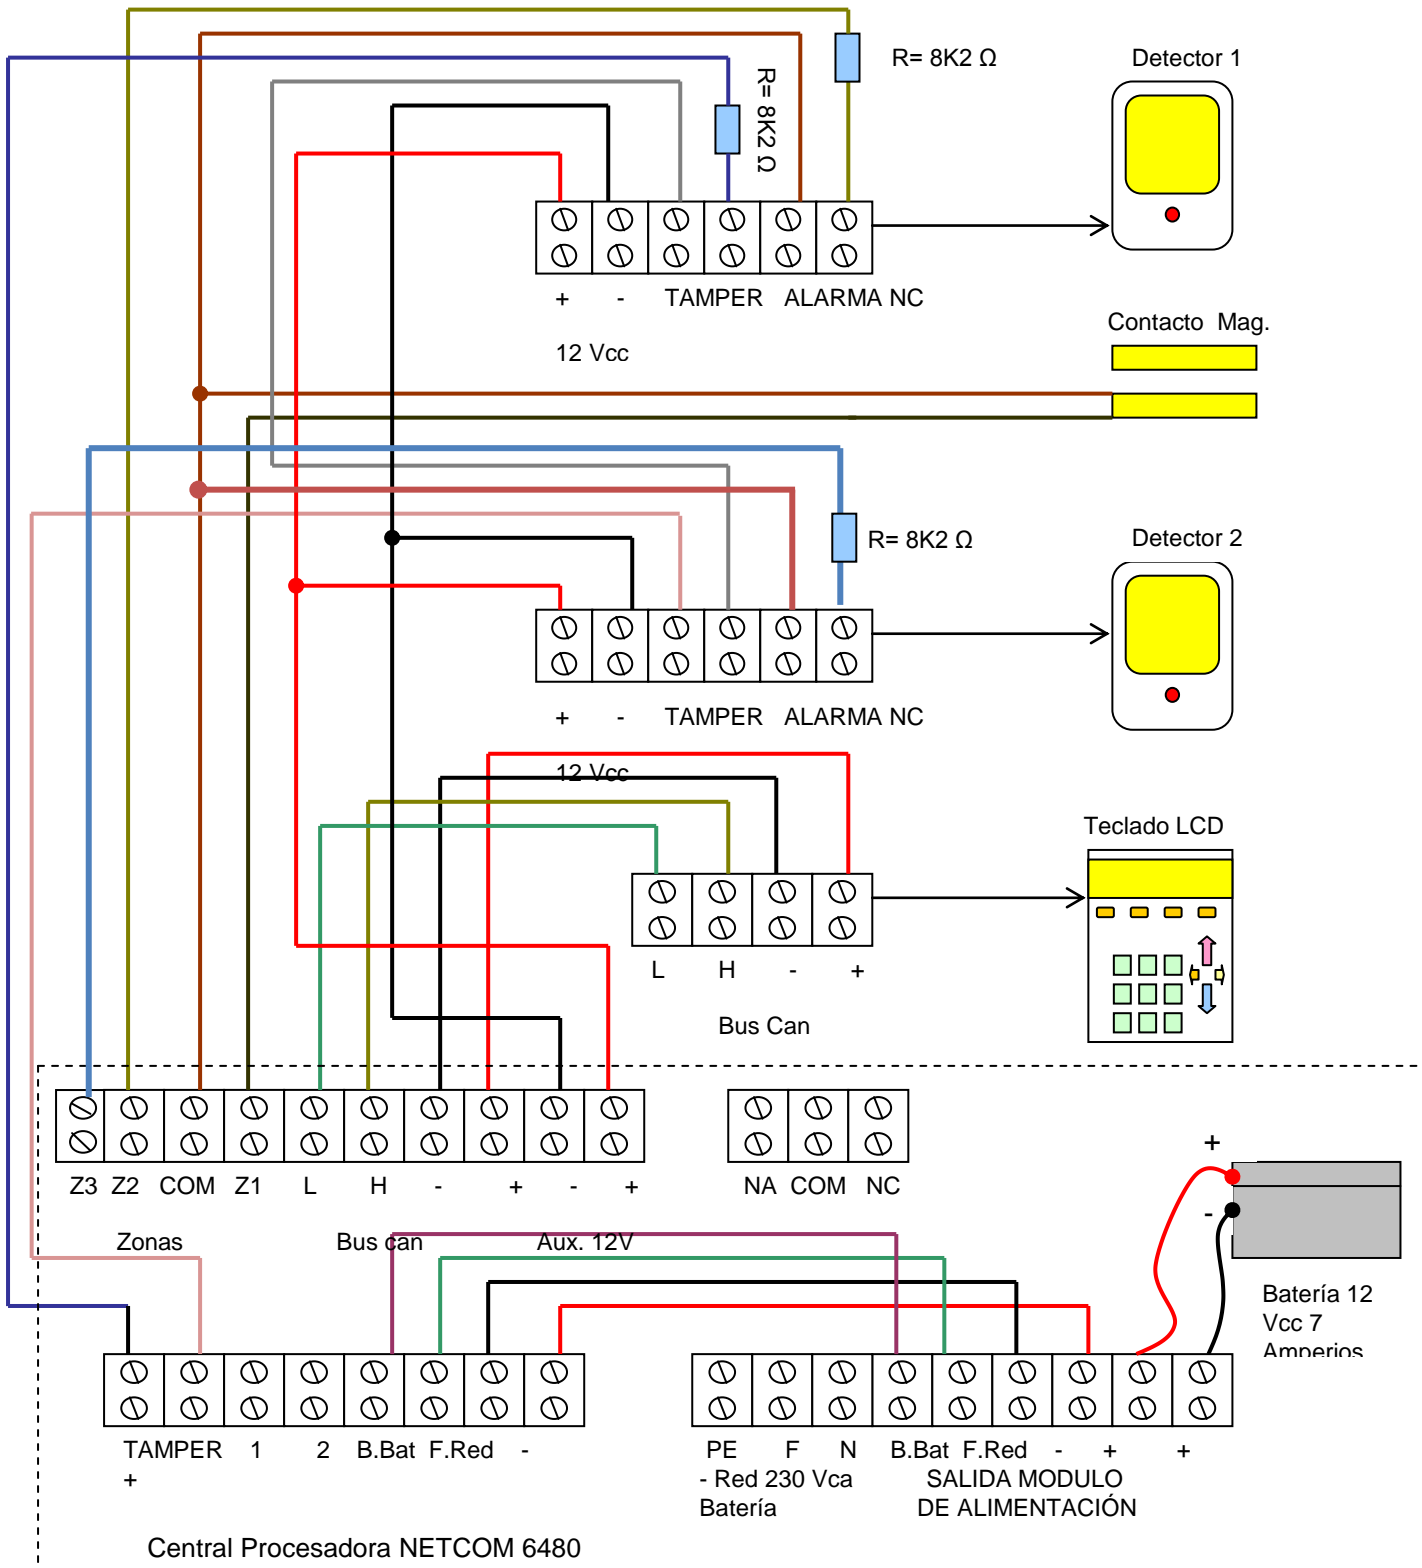 R= 8K2 Ω
Detector 1
R= 8K2 Ω
+ - TAMPER ALARMA NC
12 Vcc
Contacto Mag.
R= 8K2 Ω
Detector 2
+ - TAMPER ALARMA NC
12 Vcc
Teclado LCD
L H - +
Bus Can
Z3 Z2 COM Z1 L H - + - +
NA COM NC
+
-
Zonas Bus can Aux. 12V
Batería 12
Vcc 7
Amperios
TAMPER 1 2 B.Bat F.Red -
+
PE F N B.Bat F.Red - + +
- Red 230 Vca SALIDA MODULO
Batería DE ALIMENTACIÓN
Central Procesadora NETCOM 6480